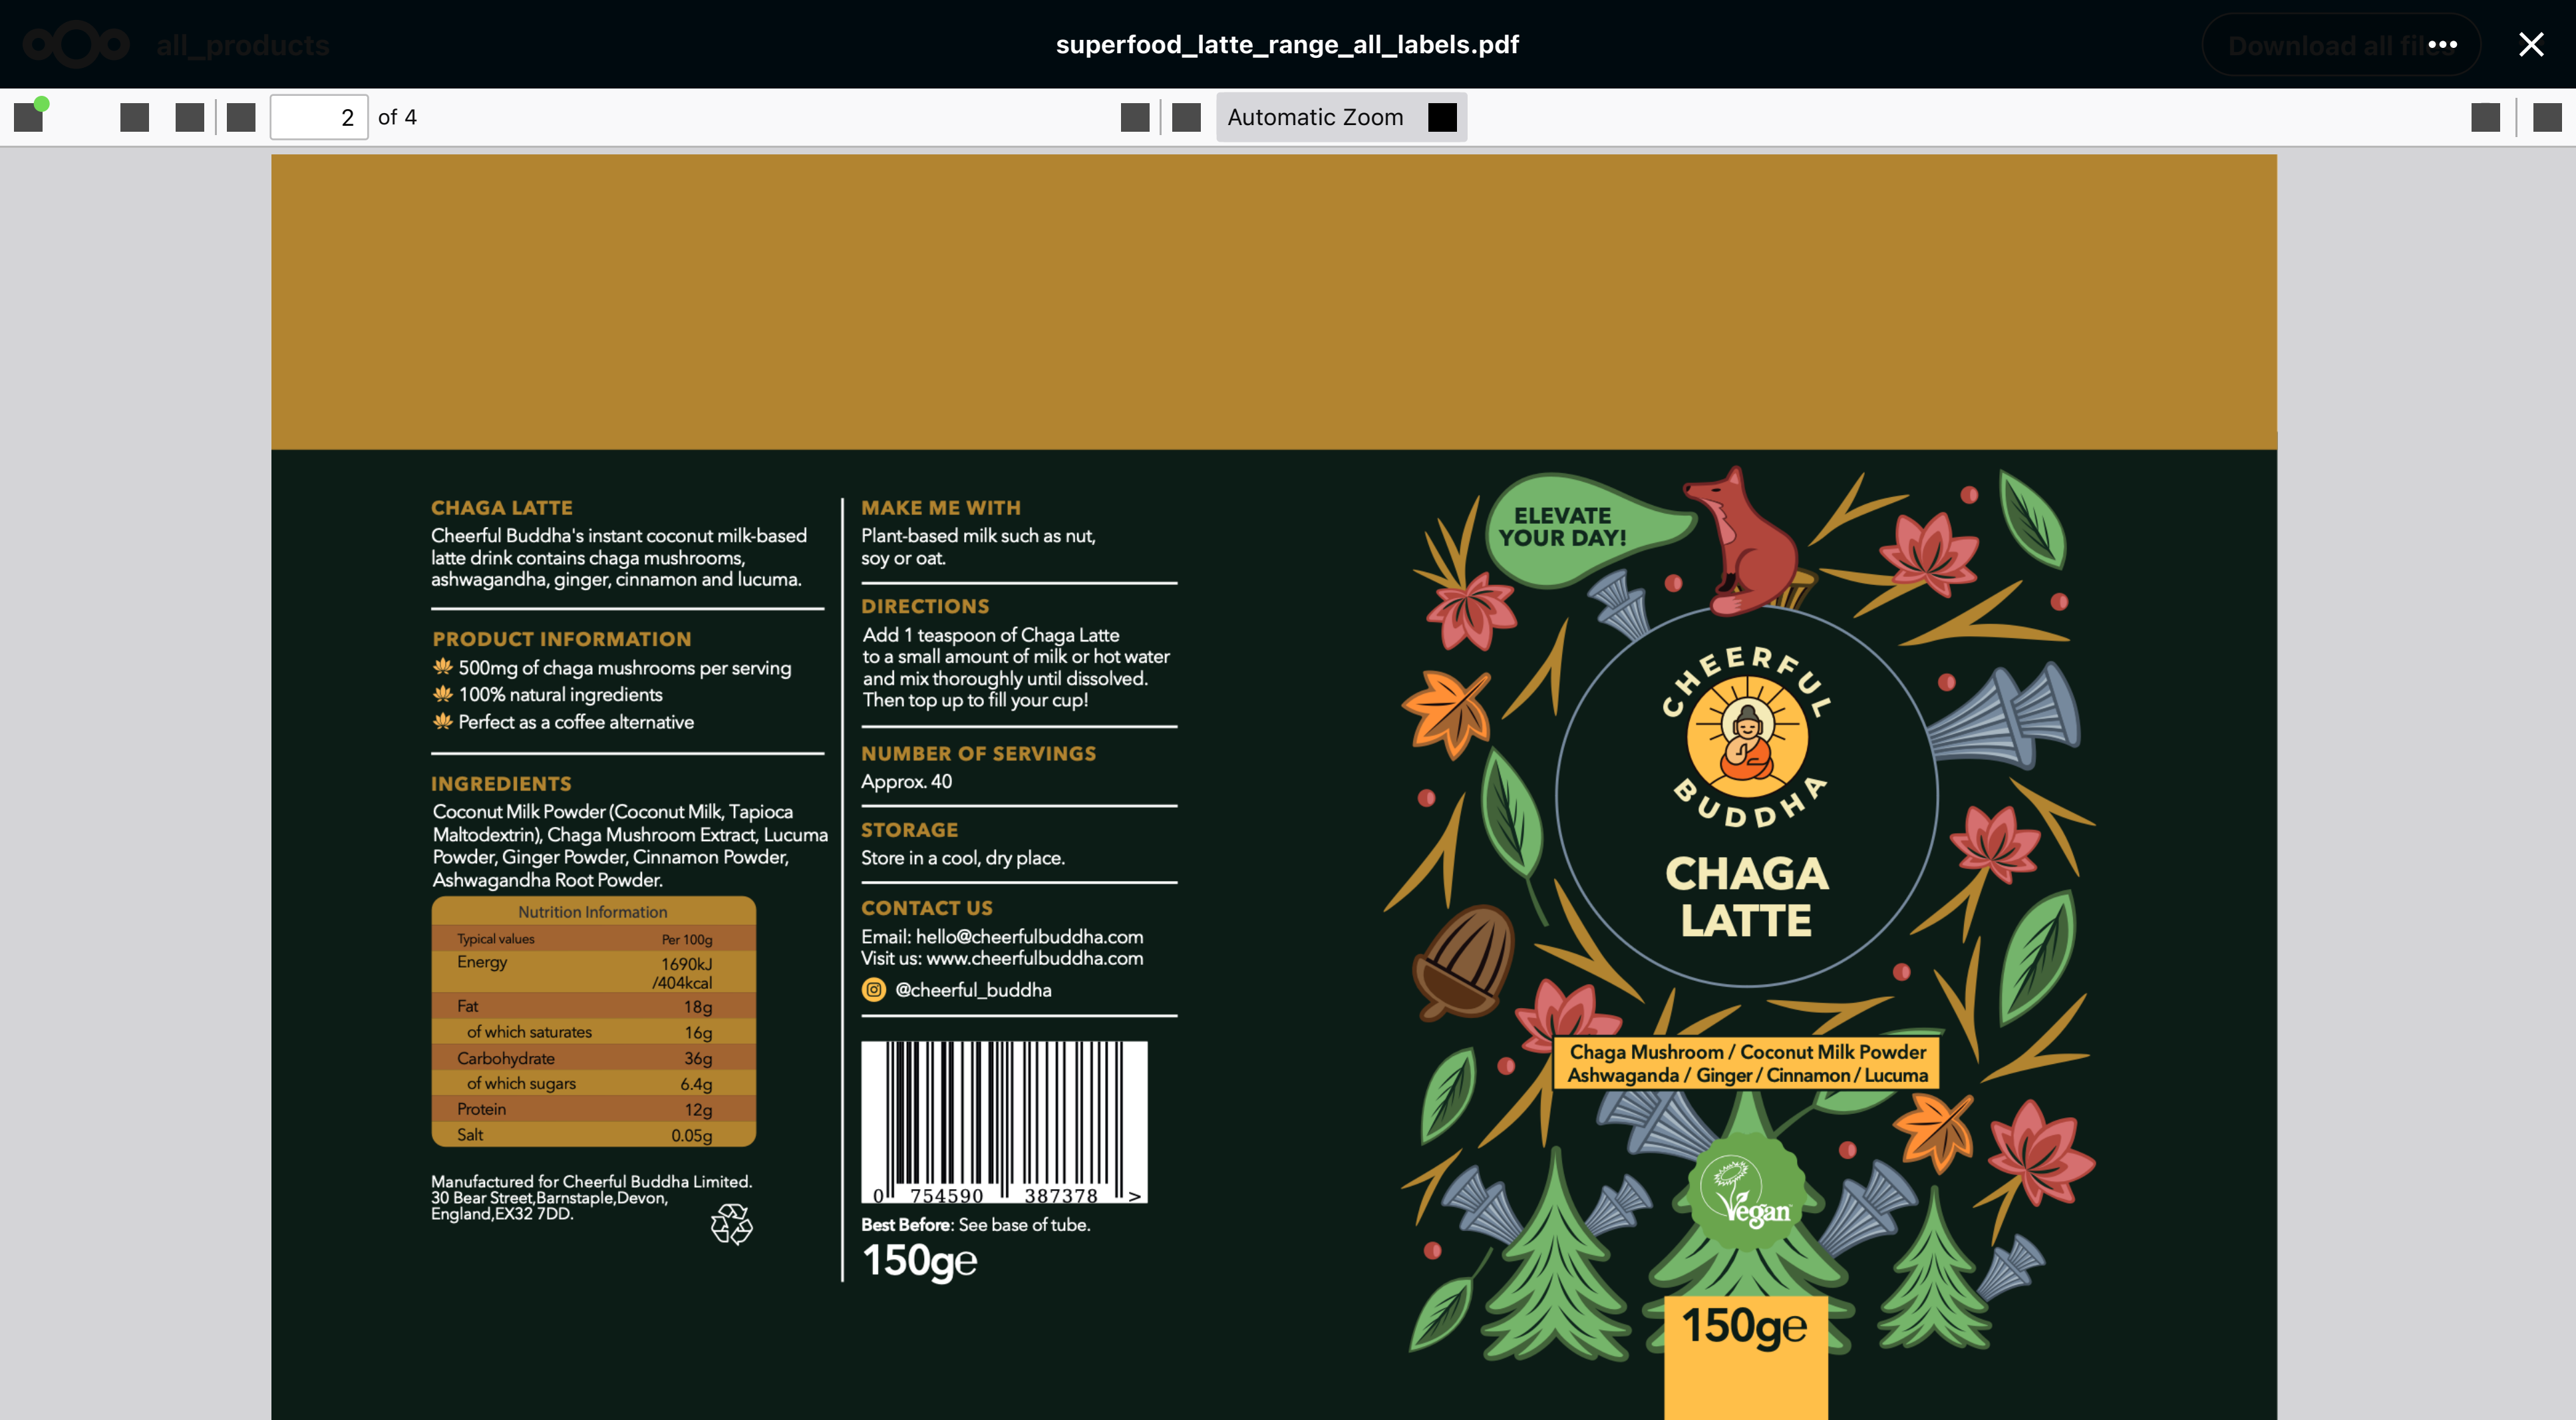 all_products
superfood_latte_range_all_labels.pdf
Download all files
2 of 4
Automatic Zoom
CHAGA LATTE
Cheerful Buddha's instant coconut milk-based
latte drink contains chaga mushrooms,
ashwagandha, ginger, cinnamon and lucuma.
PRODUCT INFORMATION
500mg of chaga mushrooms per serving
100% natural ingredients
Perfect as a coffee alternative
INGREDIENTS
Coconut Milk Powder (Coconut Milk, Tapioca
Maltodextrin), Chaga Mushroom Extract, Lucuma
Powder, Ginger Powder, Cinnamon Powder,
Ashwagandha Root Powder.
Nutrition Information
Typical values Per 100g
Energy 1690kJ
/404kcal
Fat 18g
of which saturates 16g
Carbohydrate 36g
of which sugars 6.4g
Protein 12g
Salt 0.05g
Manufactured for Cheerful Buddha Limited.
30 Bear Street,Barnstaple,Devon,
England,EX32 7DD.
MAKE ME WITH
Plant-based milk such as nut,
soy or oat.
DIRECTIONS
Add 1 teaspoon of Chaga Latte
to a small amount of milk or hot water
and mix thoroughly until dissolved.
Then top up to fill your cup!
NUMBER OF SERVINGS
Approx. 40
STORAGE
Store in a cool, dry place.
CONTACT US
Email: hello@cheerfulbuddha.com
Visit us: www.cheerfulbuddha.com
@cheerful_buddha
0 754590 387378 >
Best Before: See base of tube.
150g℮
ELEVATE
YOUR DAY!
CHEERFUL
BUDDHA
CHAGA
LATTE
Chaga Mushroom / Coconut Milk Powder
Ashwaganda / Ginger / Cinnamon / Lucuma
Vegan
150g℮